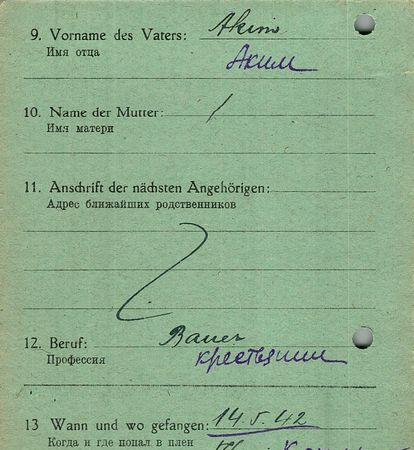 9. Vorname des Vaters: Akim
Имя отца Аким
10. Name der Mutter: /
Имя матери
11. Anschrift der nächsten Angehörigen:
Адрес ближайших родственников
12. Beruf: Bauer
Профессия крестьянин
13 Wann und wo gefangen: 14.5.42
Когда и где попал в плен